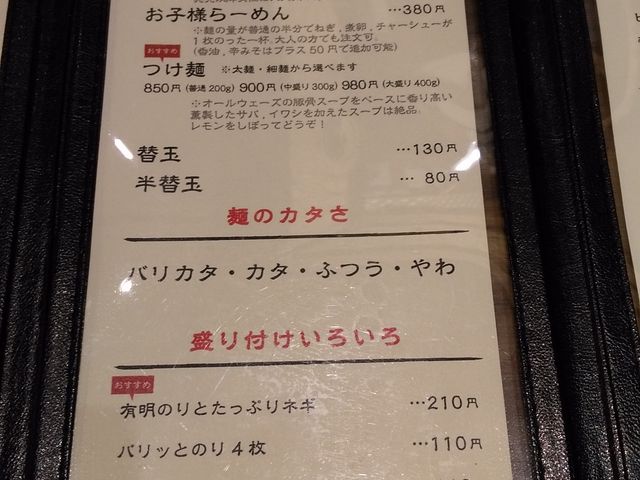 お子様らーめん …380円
※麺の量が普通の半分でねぎ,煮卵,チャーシューが
1枚のった一杯.大人の方でも注文可。
(香油,辛みそはプラス50円で追加可能)
おすすめ
つけ麺 ※太麺・細麺から選べます
850円(普通 200g) 900円(中盛り300g) 980円(大盛り400g)
※オールウェーズの豚骨スープをベースに香り高い
薫製したサバ,イワシを加えたスープは絶品。
レモンをしぼってどうぞ!
替玉 …130円
半替玉 … 80円
麺のカタさ
バリカタ・カタ・ふつう・やわ
盛り付けいろいろ
おすすめ
有明のりとたっぷりネギ …210円
パリッとのり4枚 …110円